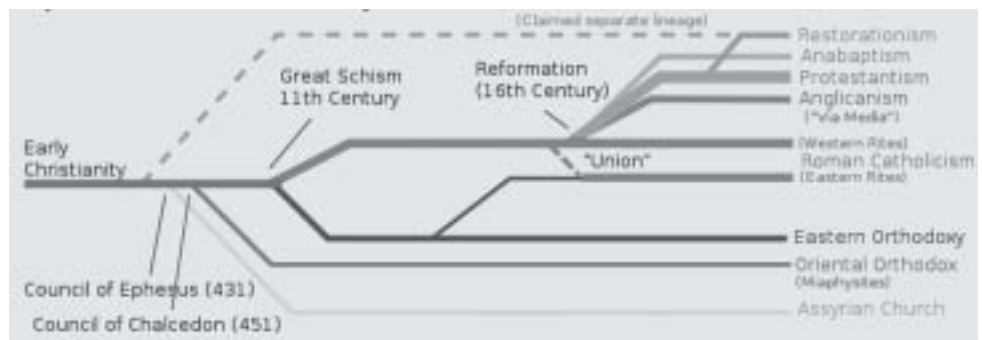 (Claimed separate lineage)
Restorationism
Anabaptism
Protestantism
Anglicanism
("Via Media")
Great Schism
11th Century
Reformation
(16th Century)
(Western Rites)
Roman Catholicism
(Eastern Rites)
"Union"
Early
Christianity
Eastern Orthodoxy
Oriental Orthodox
(Miaphysites)
Assyrian Church
Council of Ephesus (431)
Council of Chalcedon (451)